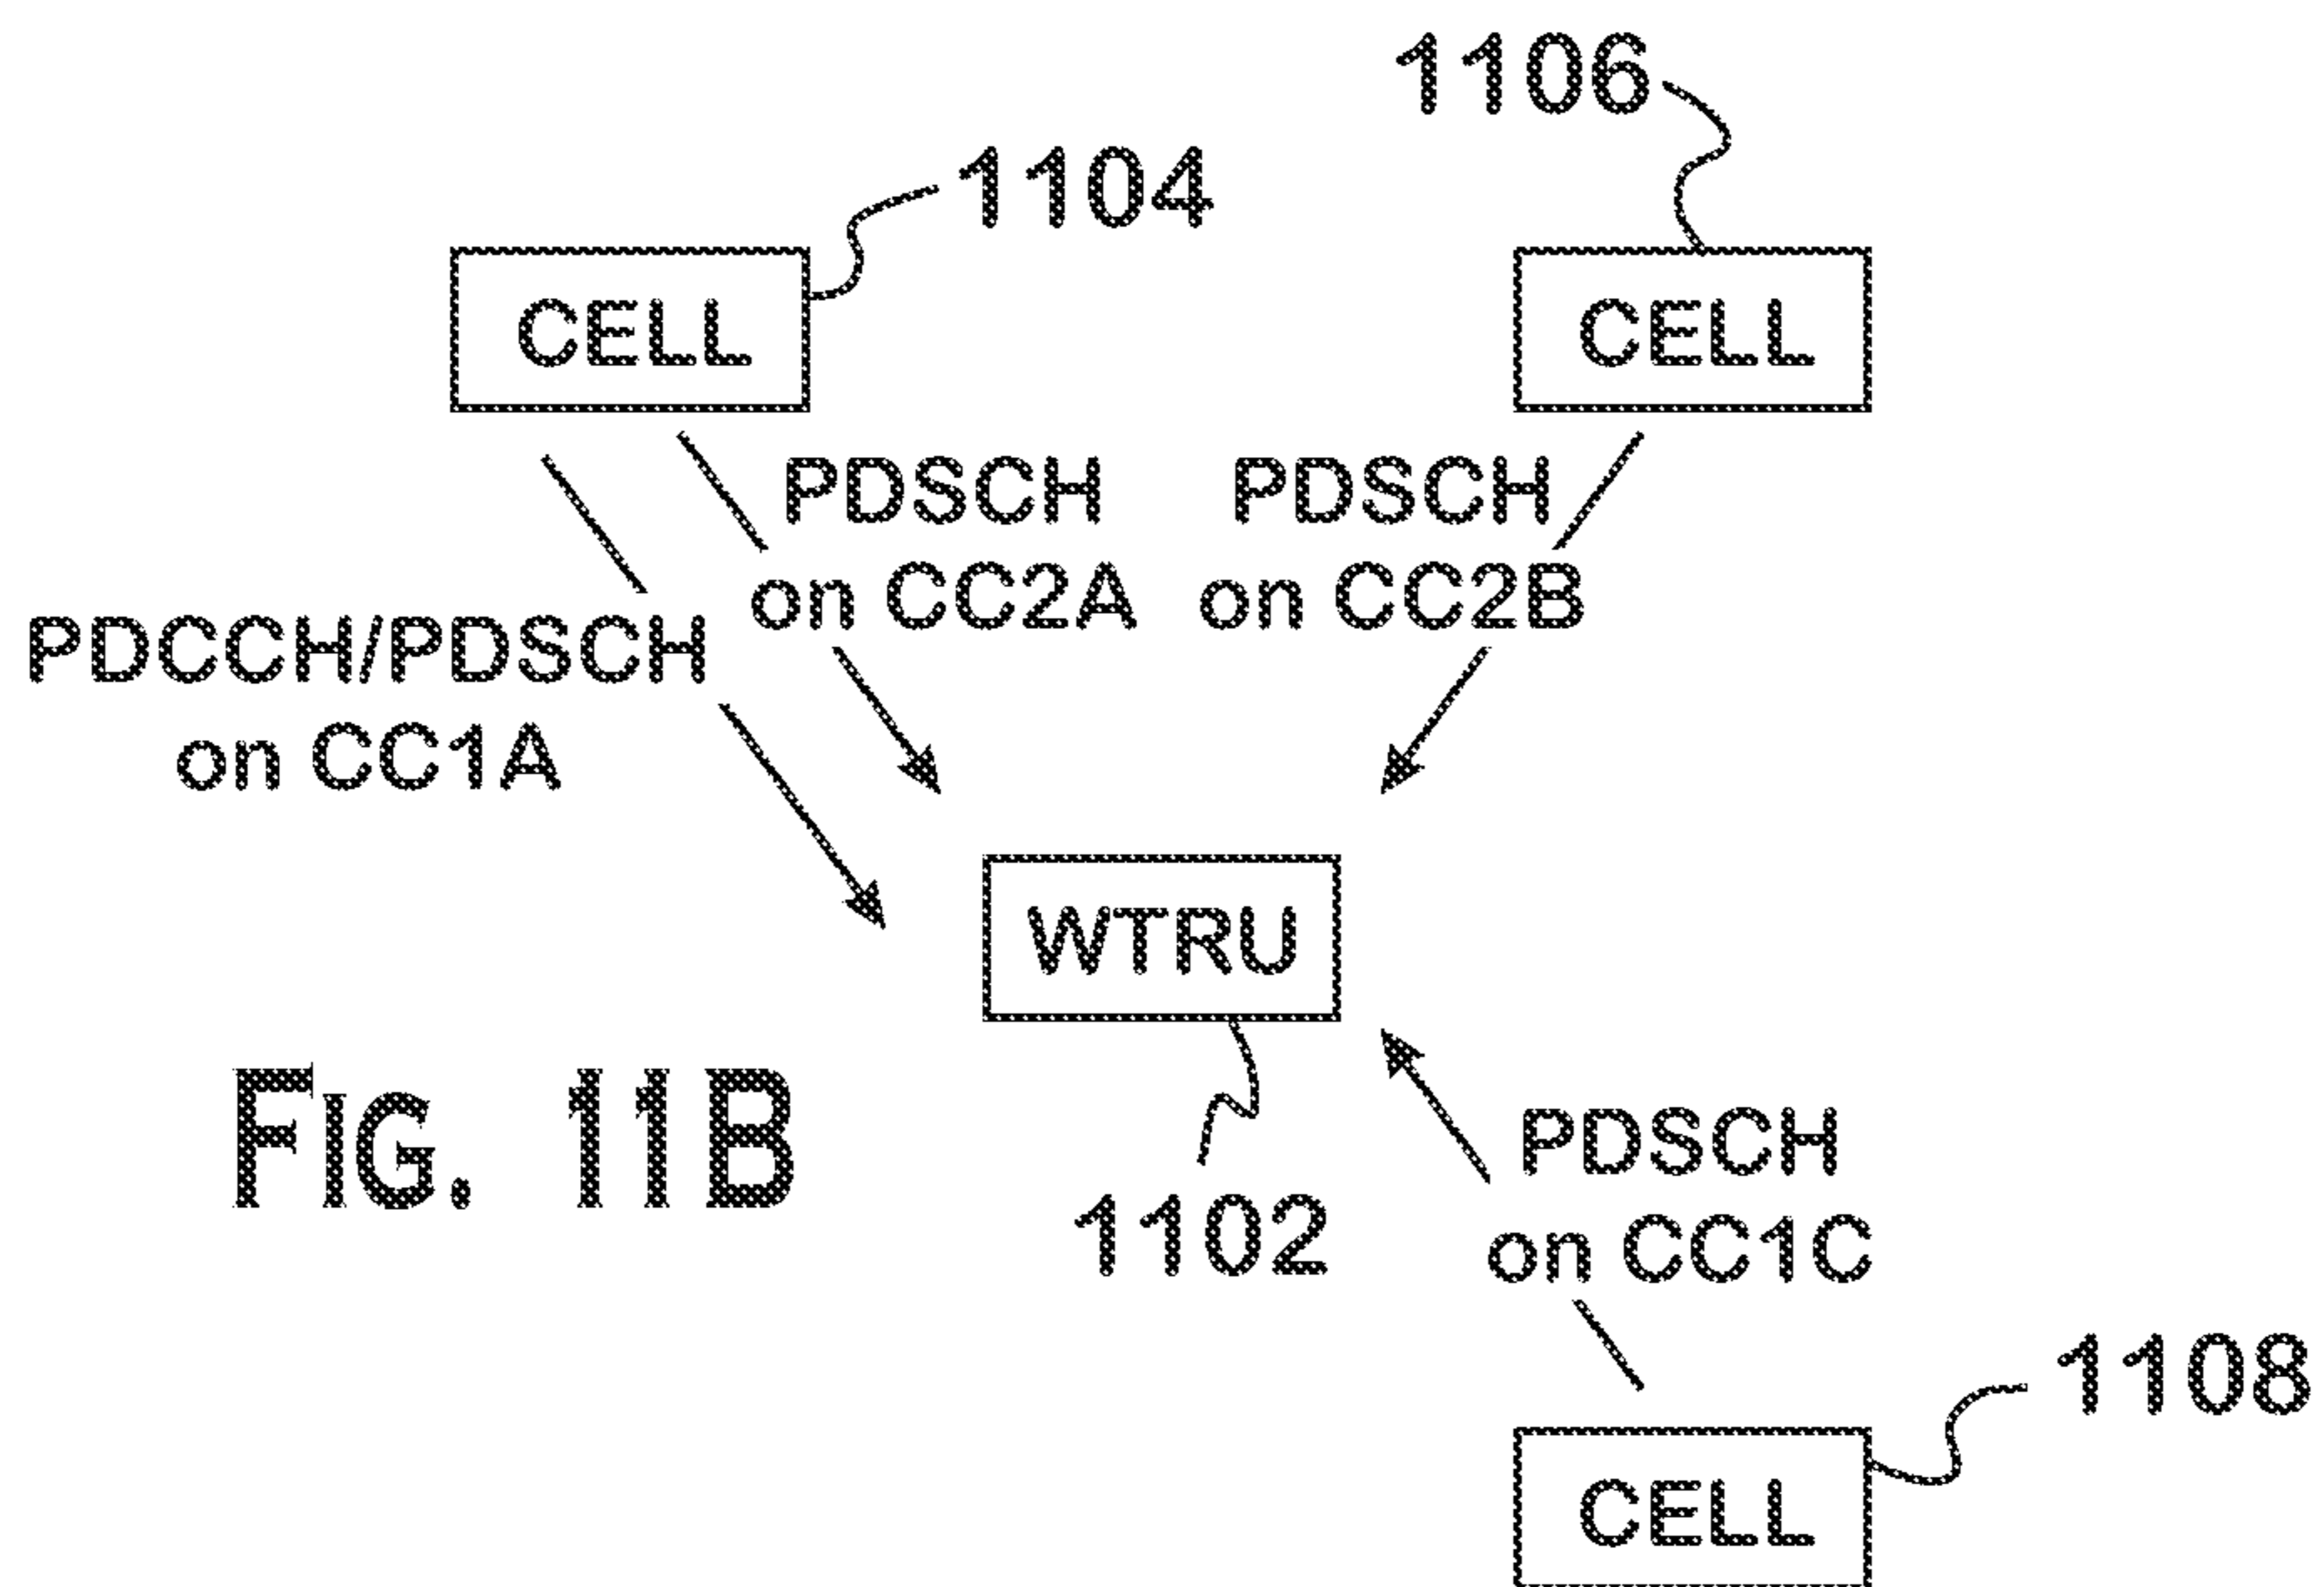 1106
1104
CELL
CELL
PDSCH
on CC2A
PDSCH
on CC2B
PDCCH/PDSCH
on CC1A
WTRU
FIG. 11B
1102
PDSCH
on CC1C
1108
CELL